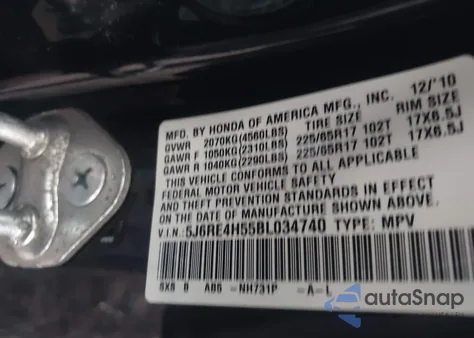 MFD. BY HONDA OF AMERICA MFG., INC. 12/'10
GVWR 2070KG(4560LBS) TIRE SIZE RIM SIZE
GAWR F 1050KG(2310LBS) 225/65R17 102T 17X6.5J
GAWR R 1040KG(2290LBS) 225/65R17 102T 17X6.5J
THIS VEHICLE CONFORMS TO ALL APPLICABLE
FEDERAL MOTOR VEHICLE SAFETY
AND THEFT PREVENTION STANDARDS IN EFFECT
ON THE DATE OF MANUFACTURE SHOWN ABOVE.
V.I.N: 5J6RE4H55BL034740 TYPE: MPV
NH731P -A-L
autoSnap
POWERED BY